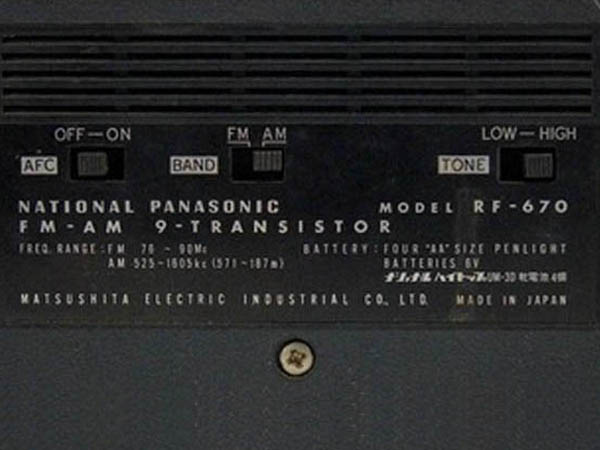 OFF—ON
FM AM
LOW—HIGH
AFC
BAND
TONE
NATIONAL PANASONIC
MODEL RF-670
FM-AM 9-TRANSISTOR
FREQ. RANGE: FM 76 - 90Mc
BATTERY: FOUR "AA" SIZE PENLIGHT
AM 525-1605kc (571-187m)
BATTERIES 6V
ナショナル ハイトップ UM-3D 乾電池4個
MATSUSHITA ELECTRIC INDUSTRIAL CO., LTD. MADE IN JAPAN